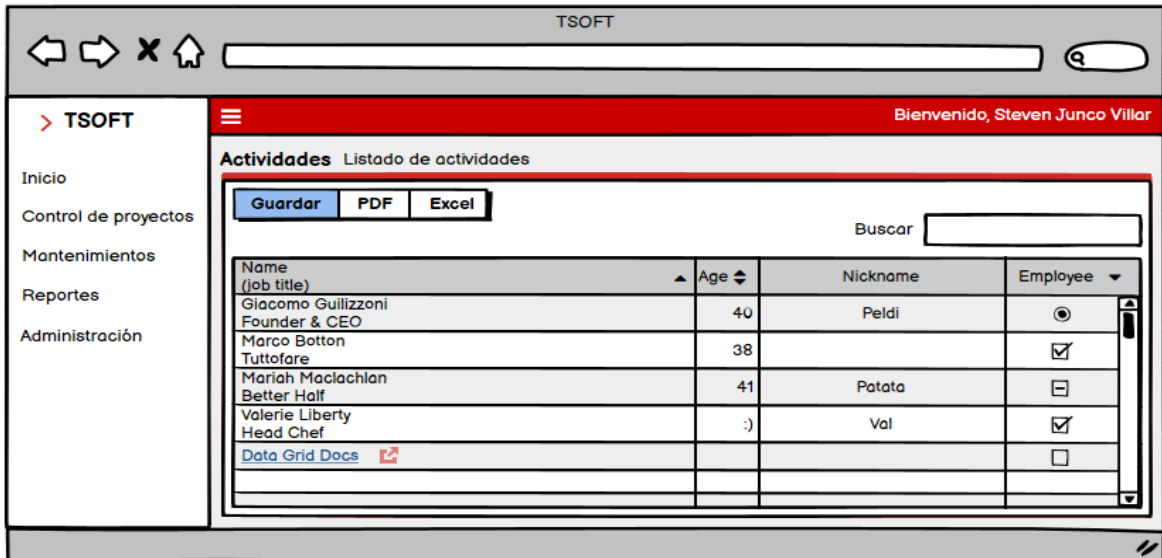 TSOFT
> TSOFT
Bienvenido, Steven Junco Villar
Actividades Listado de actividades
Inicio
Control de proyectos
Mantenimientos
Reportes
Administración
Guardar PDF Excel
Buscar
Name
(job title)
Age
Nickname
Employee
Giacomo Guilizzoni
Founder & CEO
40
Peldi
Marco Botton
Tuttofare
38
Mariah Maclachlan
Better Half
41
Patata
Valerie Liberty
Head Chef
:)
Val
Data Grid Docs